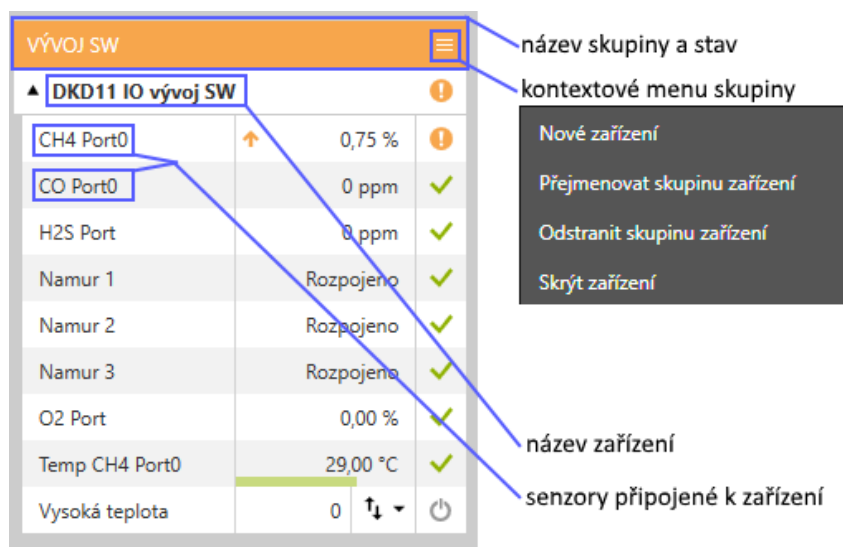 VÝVOJ SW
název skupiny a stav
kontextové menu skupiny
DKD11 IO vývoj SW
CH4 Port0 0,75 %
CO Port0 0 ppm
H2S Port 0 ppm
Namur 1 Rozpojeno
Namur 2 Rozpojeno
Namur 3 Rozpojeno
O2 Port 0,00 %
Temp CH4 Port0 29,00 °C
Vysoká teplota 0
Nové zařízení
Přejmenovat skupinu zařízení
Odstranit skupinu zařízení
Skrýt zařízení
název zařízení
senzory připojené k zařízení